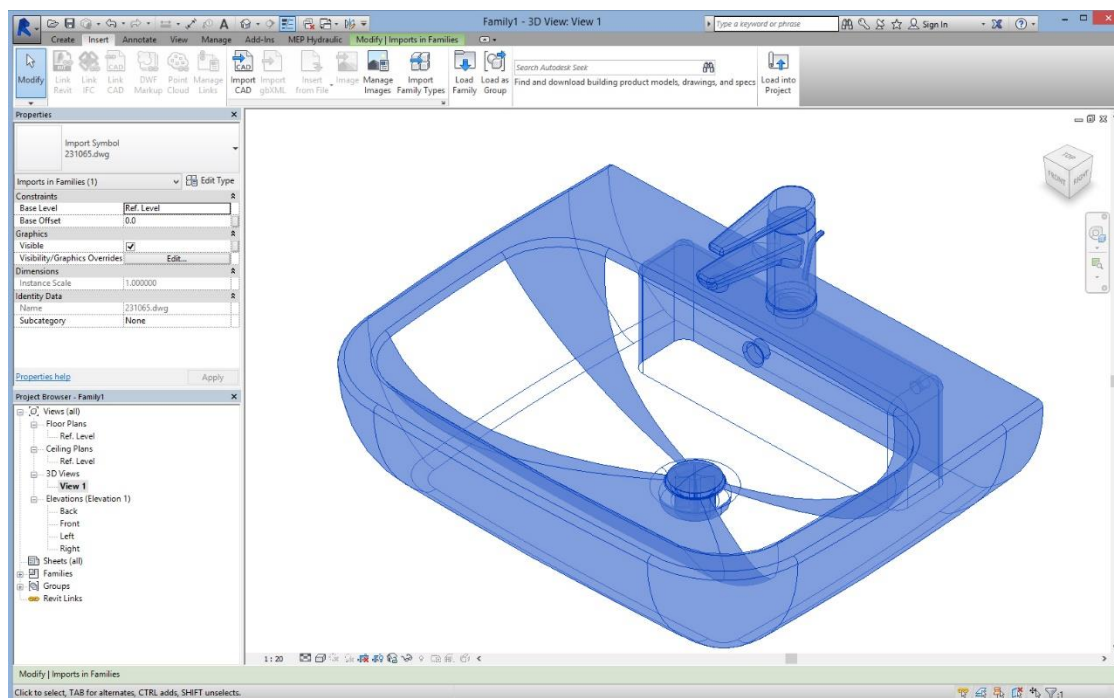 Family1 - 3D View: View 1
Type a keyword or phrase
Sign In
Create Insert Annotate View Manage Add-Ins MEP Hydraulic Modify | Imports in Families
Modify
Link Revit
Link IFC
Link CAD
DWF Markup
Point Cloud
Manage Links
Import CAD
Import gbXML
Insert from File
Image
Manage Images
Import Family Types
Load Family
Load as Group
Search Autodesk Seek
Find and download building product models, drawings, and specs
Load into Project
Properties
Import Symbol
231065.dwg
Imports in Families (1)
Edit Type
Constraints
Base Level Ref. Level
Base Offset 0.0
Graphics
Visible
Visibility/Graphics Overrides Edit...
Dimensions
Instance Scale 1.000000
Identity Data
Name 231065.dwg
Subcategory None
Properties help
Apply
Project Browser - Family1
Views (all)
Floor Plans
Ref. Level
Ceiling Plans
Ref. Level
3D Views
View 1
Elevations (Elevation 1)
Back
Front
Left
Right
Sheets (all)
Families
Groups
Revit Links
TOP
FRONT
RIGHT
1 : 20
Modify | Imports in Families
Click to select, TAB for alternates, CTRL adds, SHIFT unselects.
:1